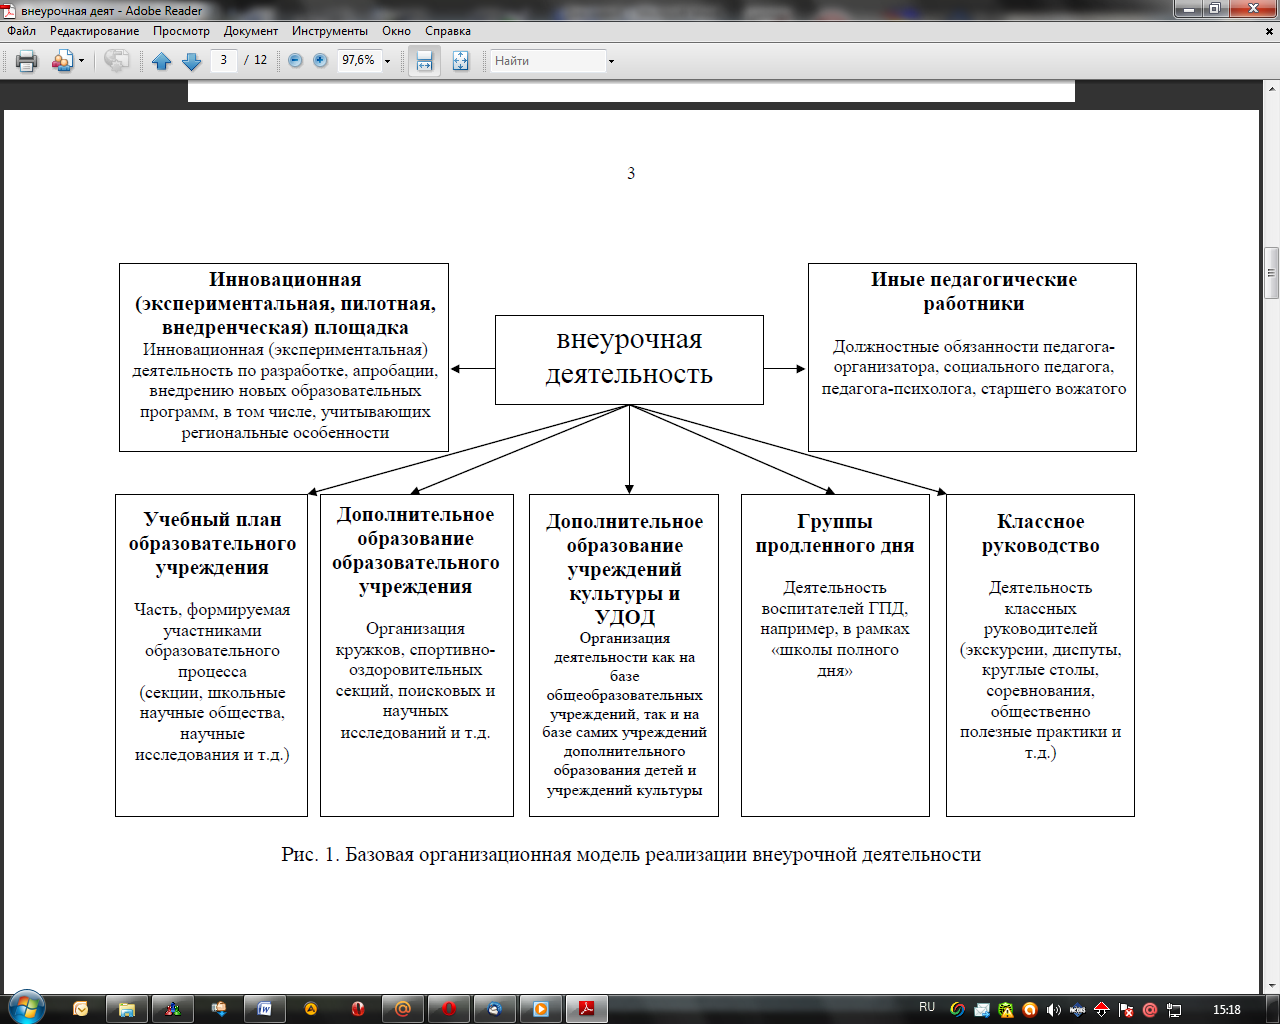 внеурочная деят - Adobe Reader
Файл Редактирование Просмотр Документ Инструменты Окно Справка
3 / 12 97,6% Найти
3
Инновационная
(экспериментальная, пилотная,
внедренческая) площадка
Инновационная (экспериментальная)
деятельность по разработке, апробации,
внедрению новых образовательных
программ, в том числе, учитывающих
региональные особенности
внеурочная
деятельность
Иные педагогические
работники
Должностные обязанности педагога-
организатора, социального педагога,
педагога-психолога, старшего вожатого
Учебный план
образовательного
учреждения
Часть, формируемая
участниками
образовательного
процесса
(секции, школьные
научные общества,
научные
исследования и т.д.)
Дополнительное
образование
образовательного
учреждения
Организация
кружков, спортивно-
оздоровительных
секций, поисковых и
научных
исследований и т.д.
Дополнительное
образование
учреждений
культуры и
УДОД
Организация
деятельности как на
базе
общеобразовательных
учреждений, так и на
базе самих учреждений
дополнительного
образования детей и
учреждений культуры
Группы
продленного дня
Деятельность
воспитателей ГПД,
например, в рамках
«школы полного
дня»
Классное
руководство
Деятельность
классных
руководителей
(экскурсии, диспуты,
круглые столы,
соревнования,
общественно
полезные практики и
т.д.)
Рис. 1. Базовая организационная модель реализации внеурочной деятельности
RU 15:18